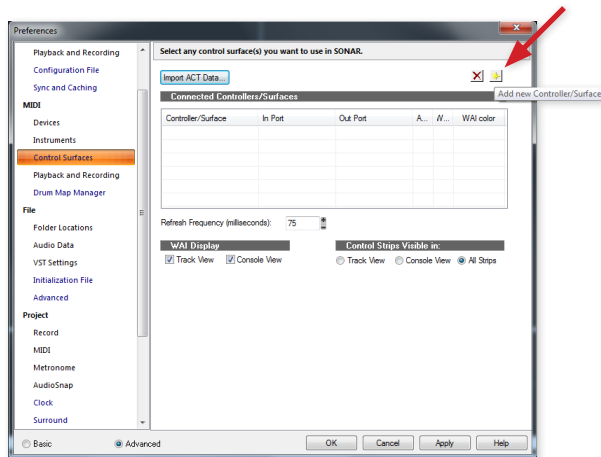 Preferences
Playback and Recording
Configuration File
Sync and Caching
MIDI
Devices
Instruments
Control Surfaces
Playback and Recording
Drum Map Manager
File
Folder Locations
Audio Data
VST Settings
Initialization File
Advanced
Project
Record
MIDI
Metronome
AudioSnap
Clock
Surround
Basic
Advanced
Select any control surface(s) you want to use in SONAR.
Import ACT Data...
Add new Controller/Surface
Connected Controllers/Surfaces
Controller/Surface In Port Out Port A... W... WAI color
Refresh Frequency (milliseconds): 75
WAI Display
Track View Console View
Control Strips Visible in:
Track View Console View All Strips
OK Cancel Apply Help